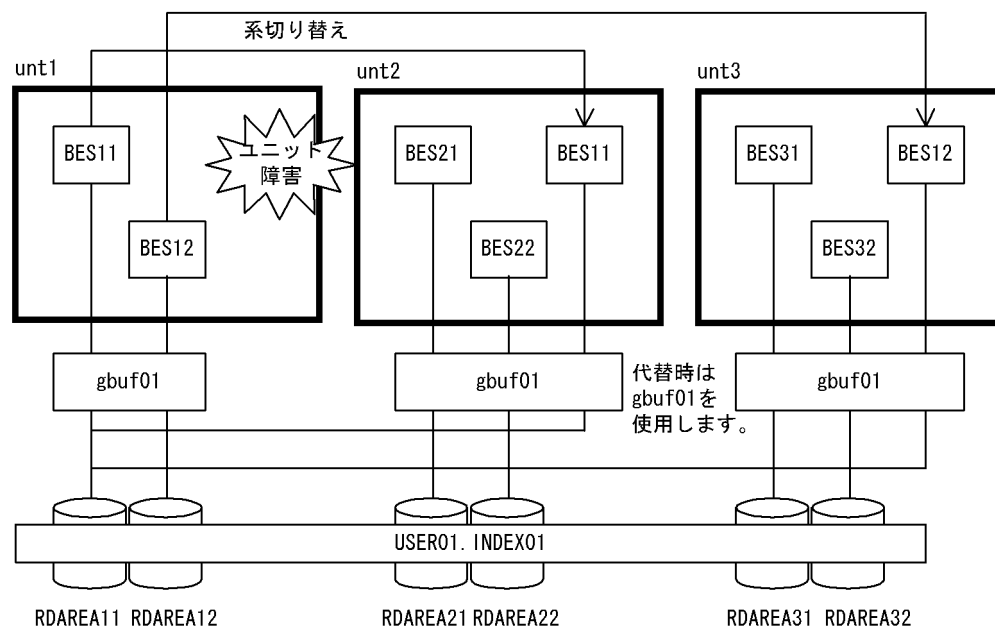 系切り替え
unt1
unt2
unt3
BES11
ユニット
障害
BES21
BES11
BES31
BES12
BES12
BES22
BES32
gbuf01
gbuf01
代替時は
gbuf01を
使用します。
gbuf01
USER01.INDEX01
RDAREA11 RDAREA12
RDAREA21 RDAREA22
RDAREA31 RDAREA32